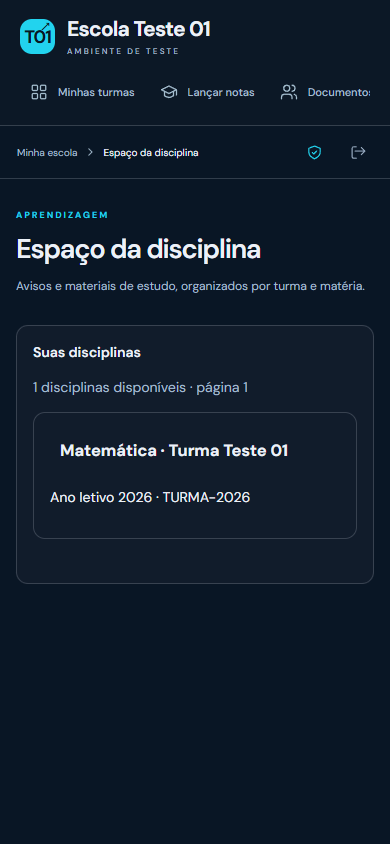 T01
Escola Teste 01
AMBIENTE DE TESTE
Minhas turmas
Lançar notas
Documentos
Minha escola
Espaço da disciplina
APRENDIZAGEM
Espaço da disciplina
Avisos e materiais de estudo, organizados por turma e matéria.
Suas disciplinas
1 disciplinas disponíveis · página 1
Matemática · Turma Teste 01
Ano letivo 2026 · TURMA-2026